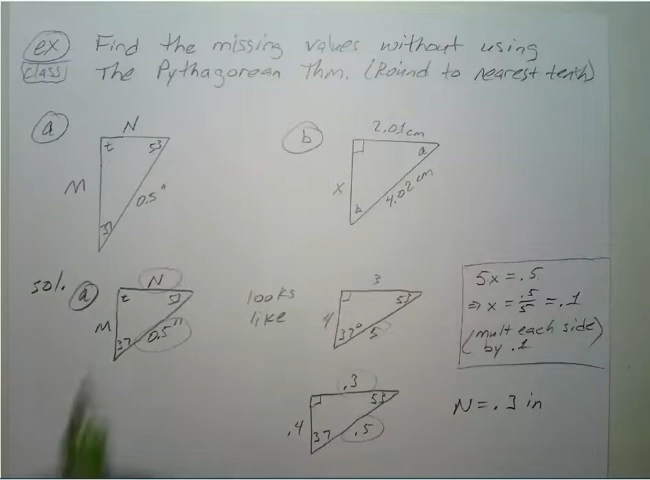 ex Find the missing values without using
class The Pythagorean Thm. (Round to nearest tenth)
a
N
t 53
M
0.5"
37
b
2.01 cm
a
x
4.02 cm
b
sol.
a
N
t 53
M
37 0.5"
looks
like
3
53
4
37° 5
5x = .5
⇒ x = .5/5 = .1
(mult each side)
by .1
.3
53
.4
37 .5
N = .3 in